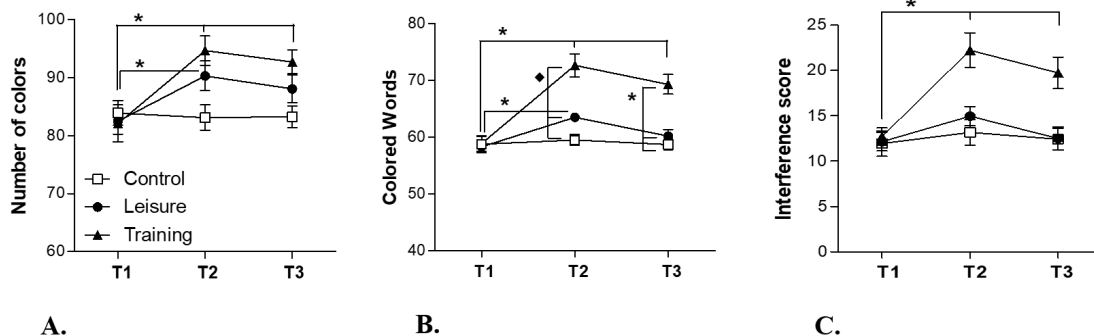 Number of colors
100
90
80
70
60
*
*
Control
Leisure
Training
T1 T2 T3
A.
Colored Words
80
70
60
50
40
*
◆
*
*
T1 T2 T3
B.
Interference score
25
20
15
10
5
0
*
T1 T2 T3
C.